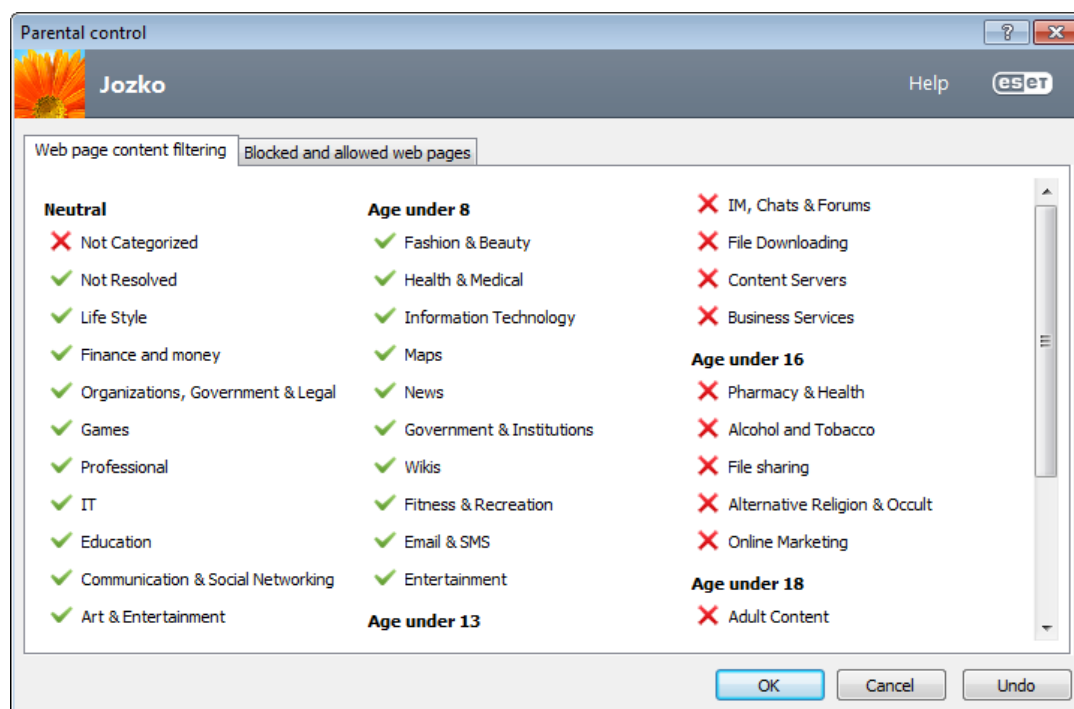 Parental control
Jozko
Help
eset
Web page content filtering
Blocked and allowed web pages
Neutral
Not Categorized
Not Resolved
Life Style
Finance and money
Organizations, Government & Legal
Games
Professional
IT
Education
Communication & Social Networking
Art & Entertainment
Age under 8
Fashion & Beauty
Health & Medical
Information Technology
Maps
News
Government & Institutions
Wikis
Fitness & Recreation
Email & SMS
Entertainment
Age under 13
IM, Chats & Forums
File Downloading
Content Servers
Business Services
Age under 16
Pharmacy & Health
Alcohol and Tobacco
File sharing
Alternative Religion & Occult
Online Marketing
Age under 18
Adult Content
OK
Cancel
Undo